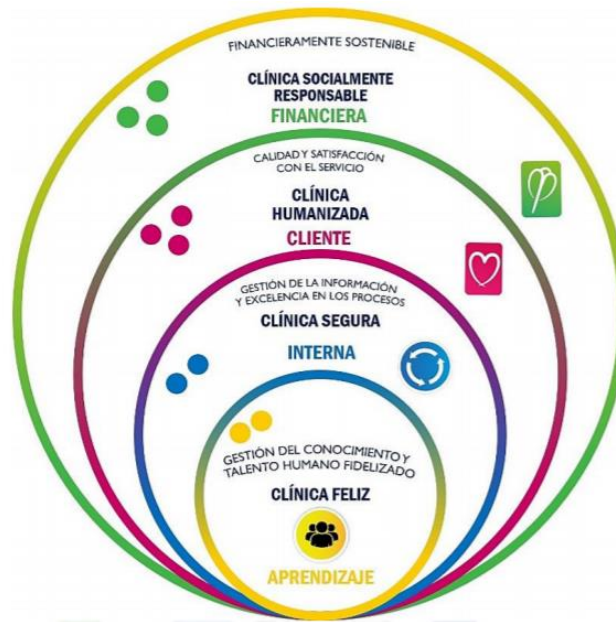 FINANCIERAMENTE SOSTENIBLE
CLÍNICA SOCIALMENTE
RESPONSABLE
FINANCIERA
CALIDAD Y SATISFACCIÓN
CON EL SERVICIO
CLÍNICA
HUMANIZADA
CLIENTE
GESTIÓN DE LA INFORMACIÓN
Y EXCELENCIA EN LOS PROCESOS
CLÍNICA SEGURA
INTERNA
GESTIÓN DEL CONOCIMIENTO Y
TALENTO HUMANO FIDELIZADO
CLÍNICA FELIZ
APRENDIZAJE